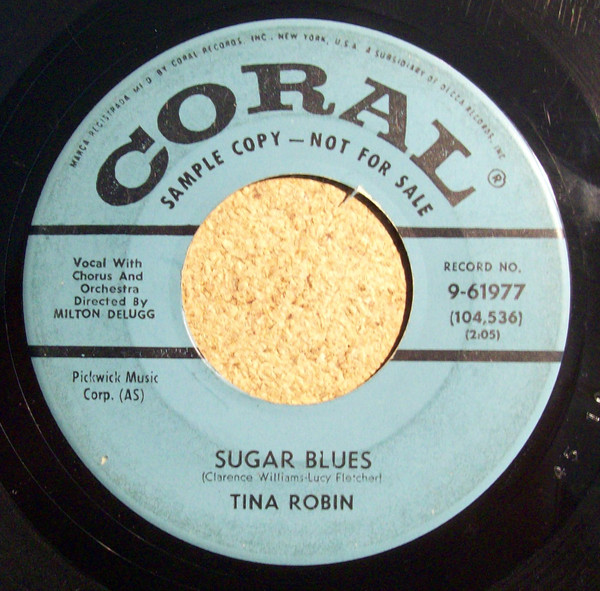 MARCA REGISTRADA M'F'D BY CORAL RECORDS, INC., NEW YORK, U.S.A. A SUBSIDIARY OF DECCA RECORDS, INC.
CORAL®
SAMPLE COPY — NOT FOR SALE
Vocal With
Chorus And
Orchestra
Directed By
MILTON DELUGG
RECORD NO.
9-61977
(104,536)
(2:05)
Pickwick Music
Corp. (AS)
SUGAR BLUES
(Clarence Williams-Lucy Fletcher)
TINA ROBIN